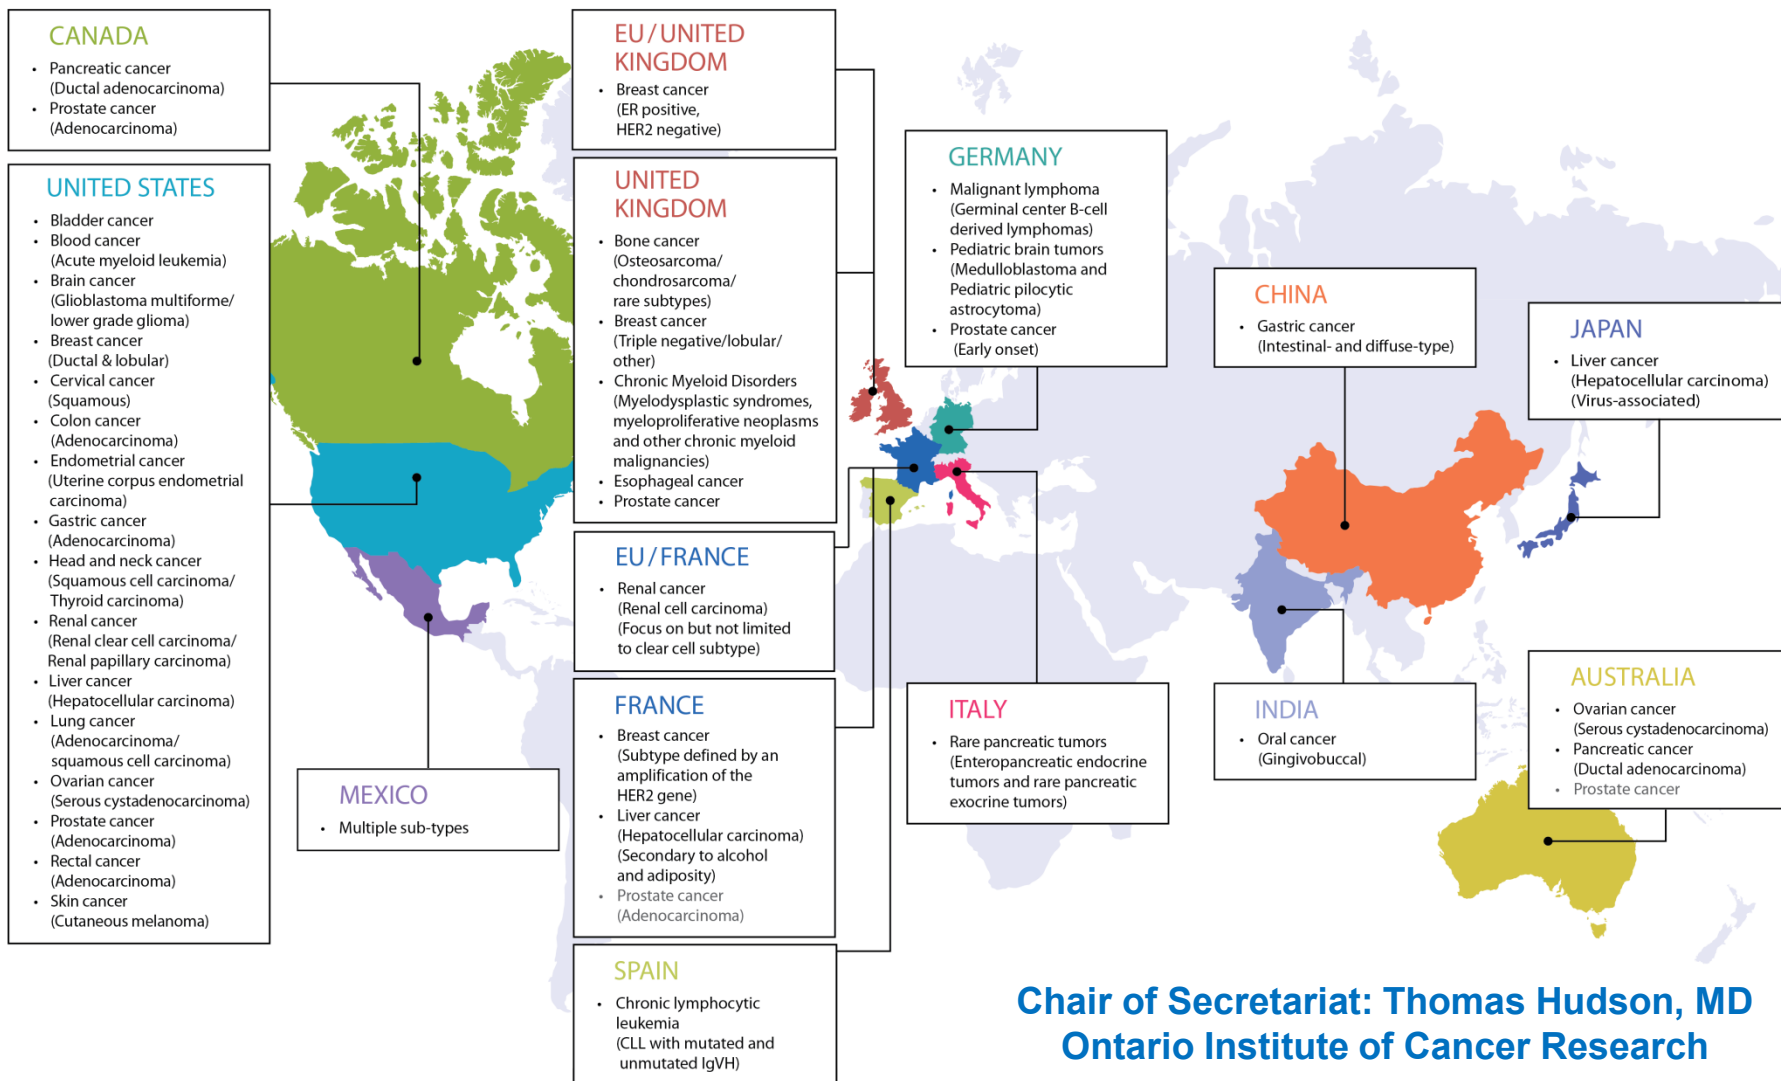 CANADA
• Pancreatic cancer
(Ductal adenocarcinoma)
• Prostate cancer
(Adenocarcinoma)
UNITED STATES
• Bladder cancer
• Blood cancer
(Acute myeloid leukemia)
• Brain cancer
(Glioblastoma multiforme/
lower grade glioma)
• Breast cancer
(Ductal & lobular)
• Cervical cancer
(Squamous)
• Colon cancer
(Adenocarcinoma)
• Endometrial cancer
(Uterine corpus endometrial
carcinoma)
• Gastric cancer
(Adenocarcinoma)
• Head and neck cancer
(Squamous cell carcinoma/
Thyroid carcinoma)
• Renal cancer
(Renal clear cell carcinoma/
Renal papillary carcinoma)
• Liver cancer
(Hepatocellular carcinoma)
• Lung cancer
(Adenocarcinoma/
squamous cell carcinoma)
• Ovarian cancer
(Serous cystadenocarcinoma)
• Prostate cancer
(Adenocarcinoma)
• Rectal cancer
(Adenocarcinoma)
• Skin cancer
(Cutaneous melanoma)
MEXICO
• Multiple sub-types
EU/UNITED
KINGDOM
• Breast cancer
(ER positive,
HER2 negative)
UNITED
KINGDOM
• Bone cancer
(Osteosarcoma/
chondrosarcoma/
rare subtypes)
• Breast cancer
(Triple negative/lobular/
other)
• Chronic Myeloid Disorders
(Myelodysplastic syndromes,
myeloproliferative neoplasms
and other chronic myeloid
malignancies)
• Esophageal cancer
• Prostate cancer
EU/FRANCE
• Renal cancer
(Renal cell carcinoma)
(Focus on but not limited
to clear cell subtype)
FRANCE
• Breast cancer
(Subtype defined by an
amplification of the
HER2 gene)
• Liver cancer
(Hepatocellular carcinoma)
(Secondary to alcohol
and adiposity)
• Prostate cancer
(Adenocarcinoma)
SPAIN
• Chronic lymphocytic
leukemia
(CLL with mutated and
unmutated IgVH)
GERMANY
• Malignant lymphoma
(Germinal center B-cell
derived lymphomas)
• Pediatric brain tumors
(Medulloblastoma and
Pediatric pilocytic
astrocytoma)
• Prostate cancer
(Early onset)
ITALY
• Rare pancreatic tumors
(Enteropancreatic endocrine
tumors and rare pancreatic
exocrine tumors)
CHINA
• Gastric cancer
(Intestinal- and diffuse-type)
INDIA
• Oral cancer
(Gingivobuccal)
JAPAN
• Liver cancer
(Hepatocellular carcinoma)
(Virus-associated)
AUSTRALIA
• Ovarian cancer
(Serous cystadenocarcinoma)
• Pancreatic cancer
(Ductal adenocarcinoma)
• Prostate cancer
Chair of Secretariat: Thomas Hudson, MD
Ontario Institute of Cancer Research